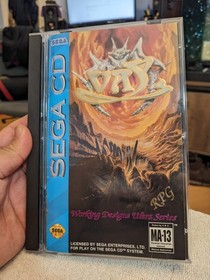 SEGA
SEGA CD
VAY
RPG
Working Designs Ultra Series
MA-13
LICENSED BY SEGA ENTERPRISES, LTD.
FOR PLAY ON THE SEGA CD™ SYSTEM.
SEGA